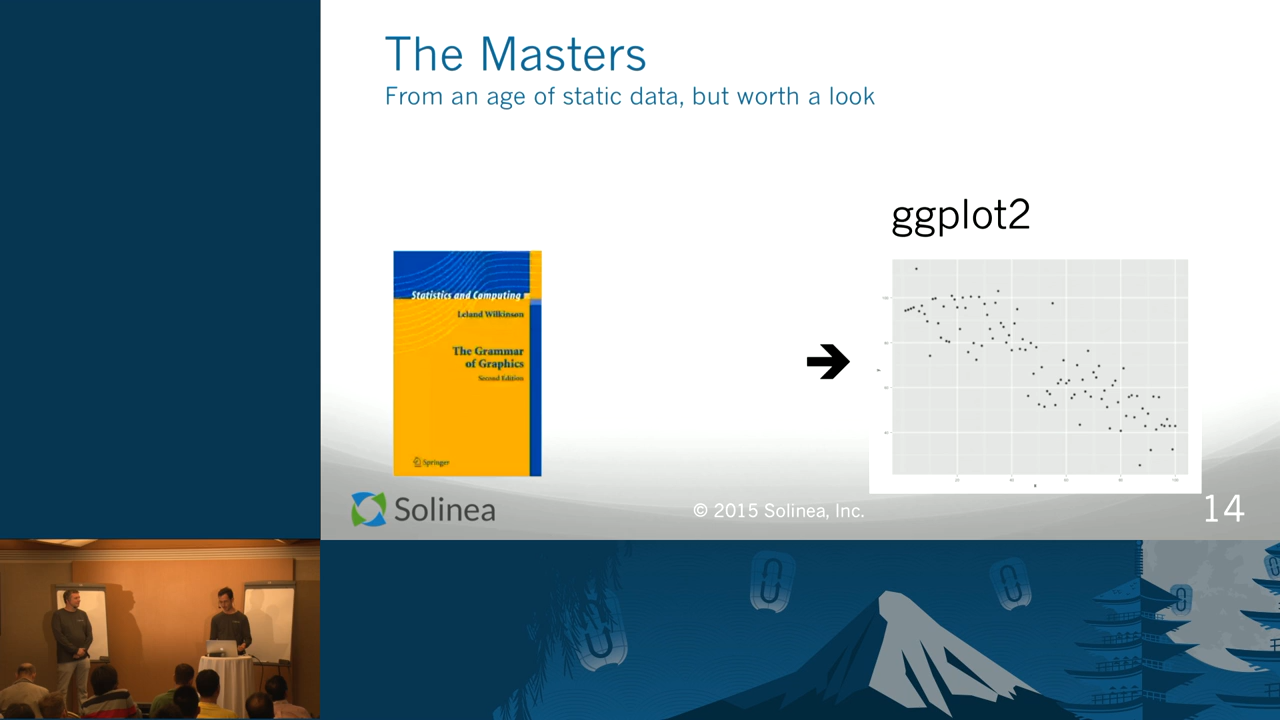 The Masters
From an age of static data, but worth a look
ggplot2
Statistics and Computing
Leland Wilkinson
The Grammar
of Graphics
Second Edition
Springer
Solinea
© 2015 Solinea, Inc.
14